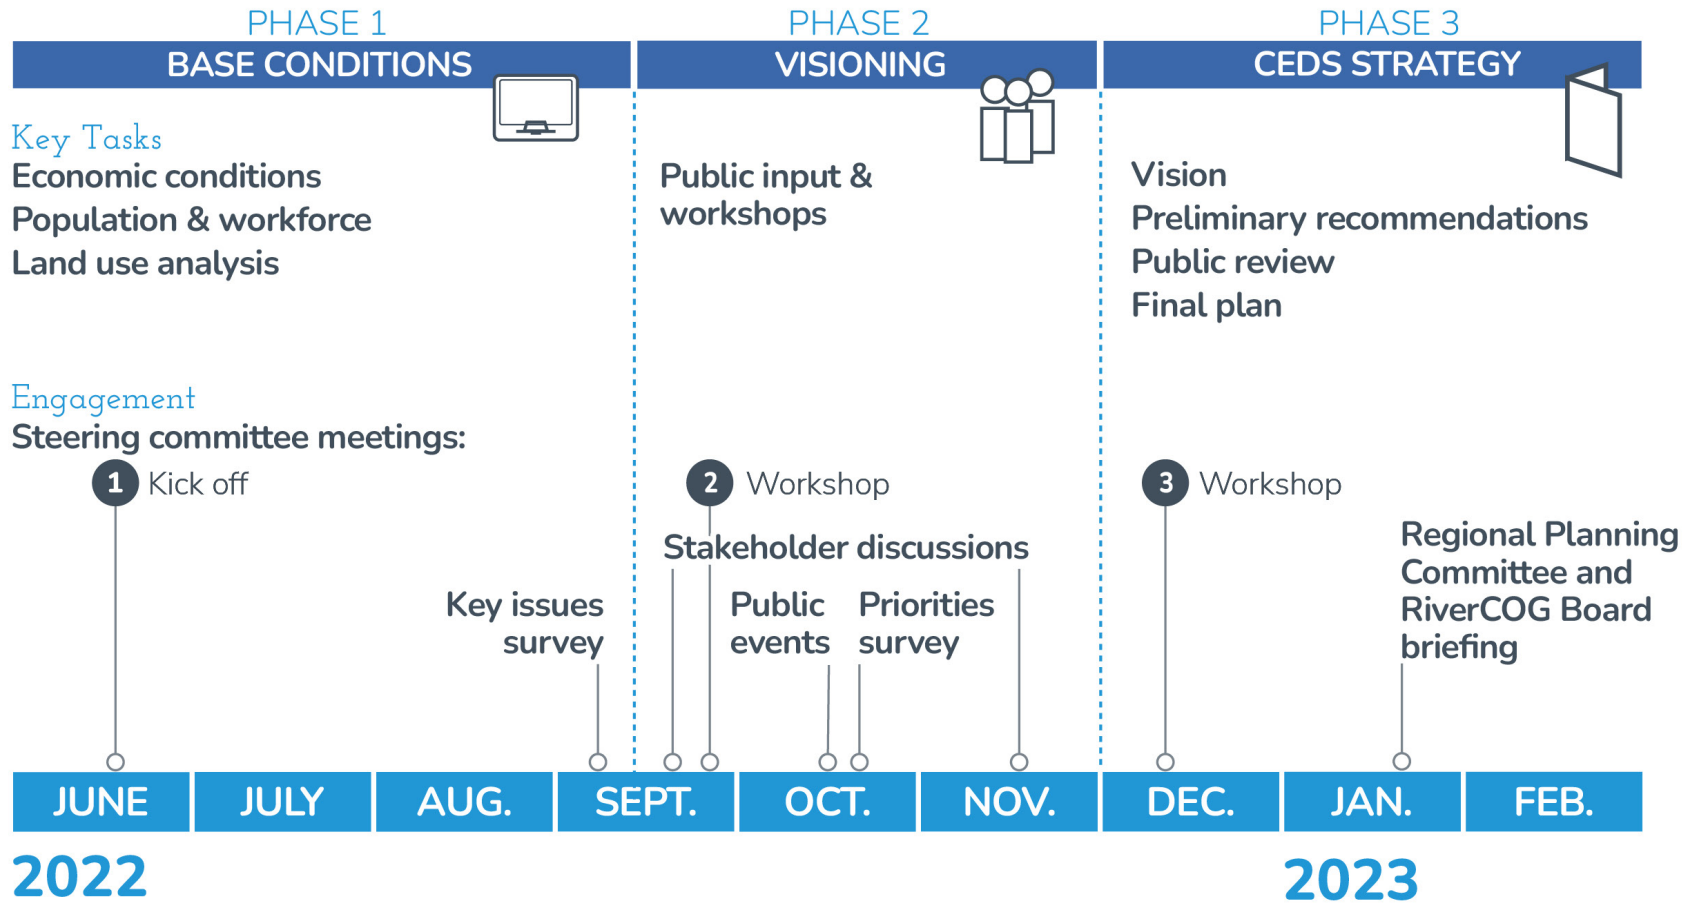 PHASE 1
PHASE 2
PHASE 3
BASE CONDITIONS
VISIONING
CEDS STRATEGY
Key Tasks
Economic conditions
Population & workforce
Land use analysis
Public input &
workshops
Vision
Preliminary recommendations
Public review
Final plan
Engagement
Steering committee meetings:
1 Kick off
2 Workshop
3 Workshop
Key issues
survey
Stakeholder discussions
Public
events
Priorities
survey
Regional Planning
Committee and
RiverCOG Board
briefing
JUNE
JULY
AUG.
SEPT.
OCT.
NOV.
DEC.
JAN.
FEB.
2022
2023